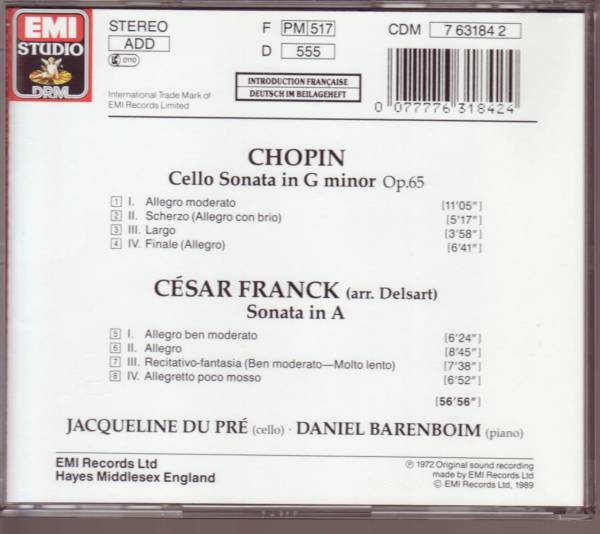 EMI
STUDIO
DRM
STEREO
ADD
0110
F PM 517
D 555
CDM 7 63184 2
International Trade Mark of
EMI Records Limited
INTRODUCTION FRANÇAISE
DEUTSCH IM BEILAGEHEFT
0 077776 318424
CHOPIN
Cello Sonata in G minor Op.65
1 I. Allegro moderato [11'05"]
2 II. Scherzo (Allegro con brio) [5'17"]
3 III. Largo [3'58"]
4 IV. Finale (Allegro) [6'41"]
CÉSAR FRANCK (arr. Delsart)
Sonata in A
5 I. Allegro ben moderato [6'24"]
6 II. Allegro [8'45"]
7 III. Recitativo-fantasia (Ben moderato—Molto lento) [7'38"]
8 IV. Allegretto poco mosso [6'52"]
[56'56"]
JACQUELINE DU PRÉ (cello) · DANIEL BARENBOIM (piano)
EMI Records Ltd
Hayes Middlesex England
℗ 1972 Original sound recording
made by EMI Records Ltd
© EMI Records Ltd, 1989